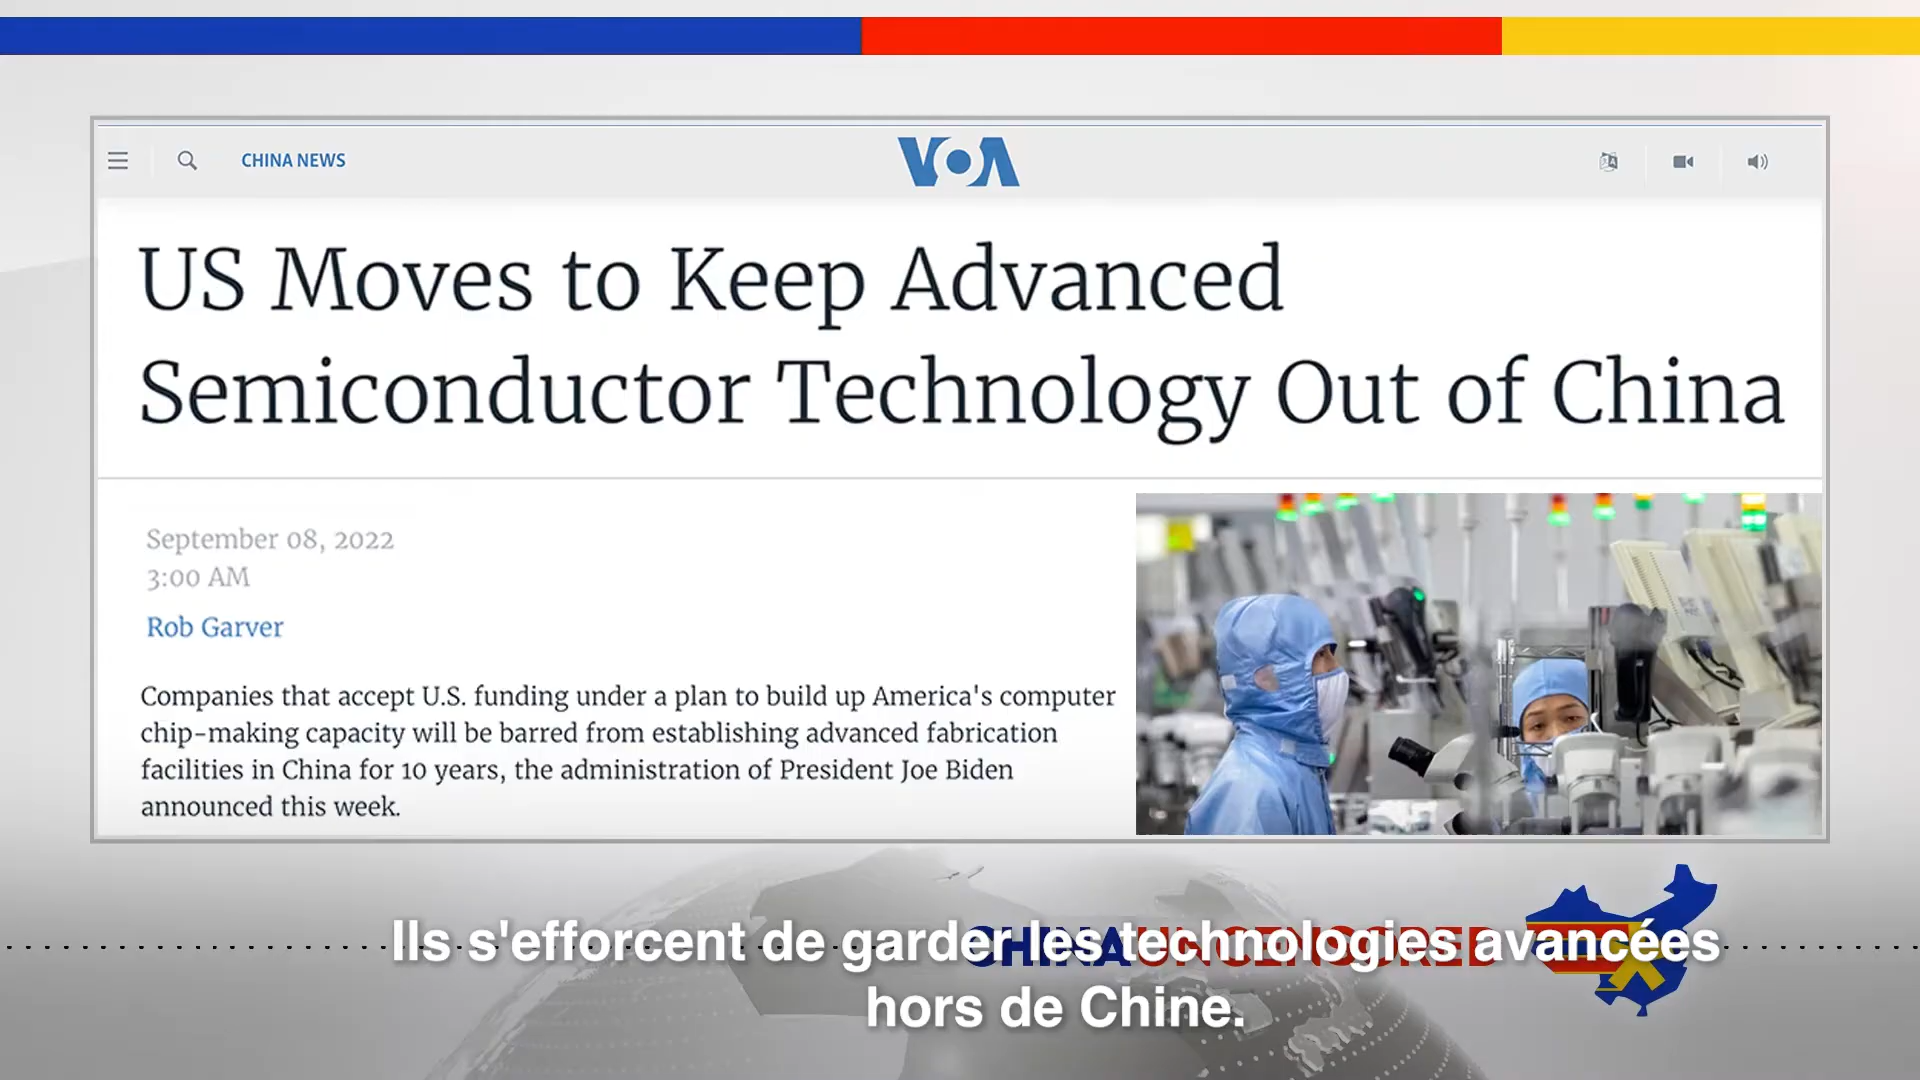 CHINA NEWS
VOA
US Moves to Keep Advanced
Semiconductor Technology Out of China
September 08, 2022
3:00 AM
Rob Garver
Companies that accept U.S. funding under a plan to build up America's computer
chip-making capacity will be barred from establishing advanced fabrication
facilities in China for 10 years, the administration of President Joe Biden
announced this week.
CHINA UNCENSORED
Ils s'efforcent de garder les technologies avancées
hors de Chine.